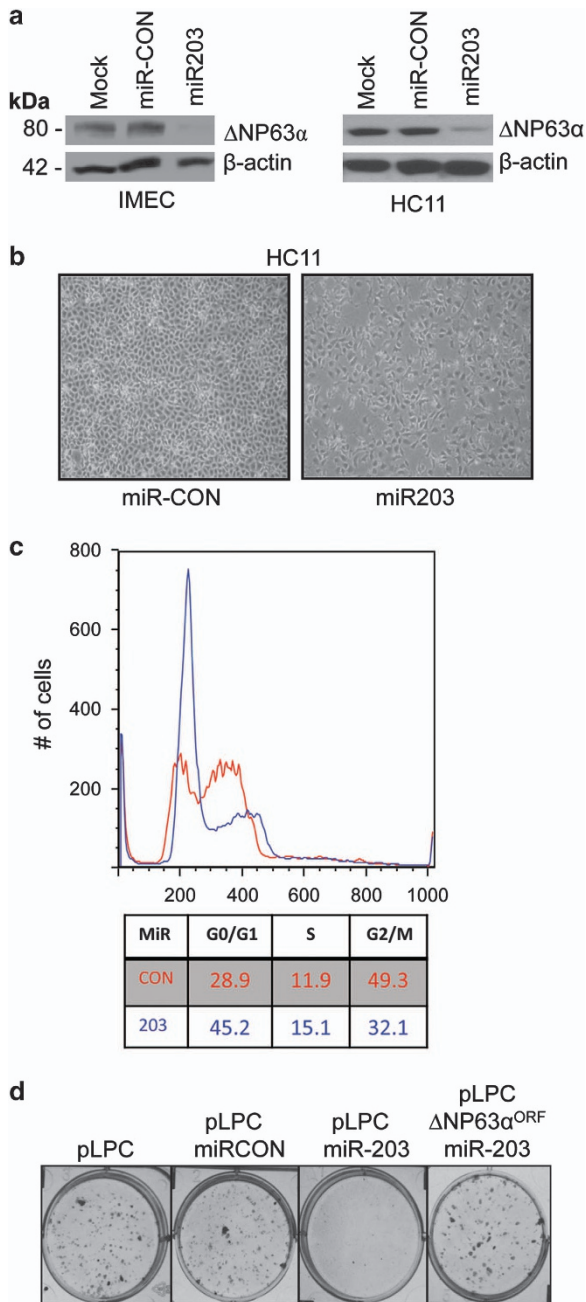 a
Mock
miR-CON
miR203
Mock
miR-CON
miR203
kDa
80 -
ΔNP63α
ΔNP63α
42 -
β-actin
β-actin
IMEC
HC11
b
HC11
miR-CON
miR203
c
800
600
400
200
# of cells
200 400 600 800 1000
MiR G0/G1 S G2/M
CON 28.9 11.9 49.3
203 45.2 15.1 32.1
d
pLPC
pLPC
miRCON
pLPC
miR-203
pLPC
ΔNP63α^ORF
miR-203